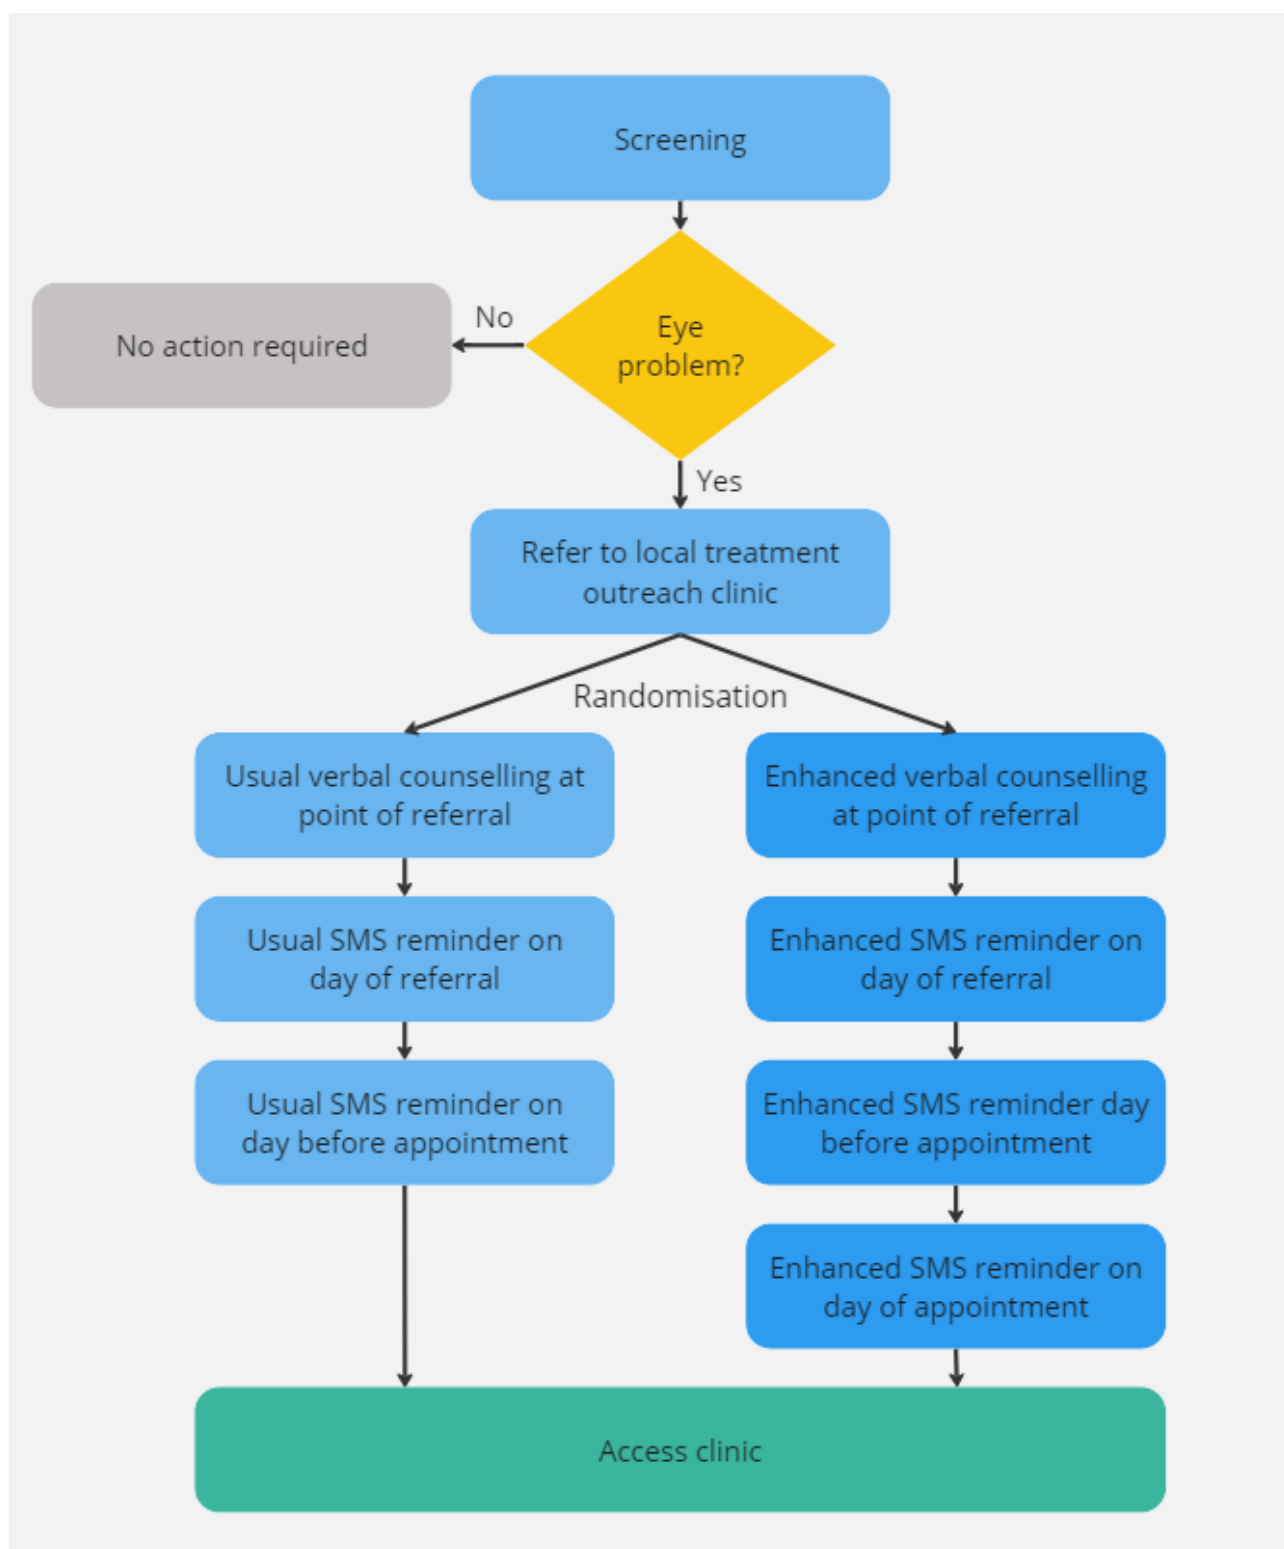 Screening
No
No action required
Eye
problem?
Yes
Refer to local treatment
outreach clinic
Randomisation
Usual verbal counselling at
point of referral
Usual SMS reminder on
day of referral
Usual SMS reminder on
day before appointment
Enhanced verbal counselling
at point of referral
Enhanced SMS reminder on
day of referral
Enhanced SMS reminder day
before appointment
Enhanced SMS reminder on
day of appointment
Access clinic